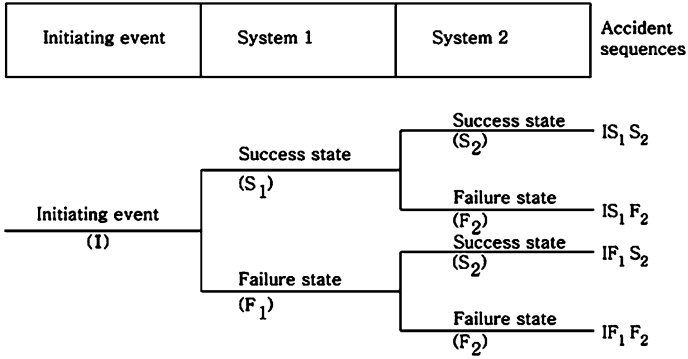 Initiating event
System 1
System 2
Accident
sequences
Success state
(S₂)
IS₁ S₂
Success state
(S₁)
Failure state
(F₂)
IS₁ F₂
Initiating event
(I)
Success state
(S₂)
IF₁ S₂
Failure state
(F₁)
Failure state
(F₂)
IF₁ F₂